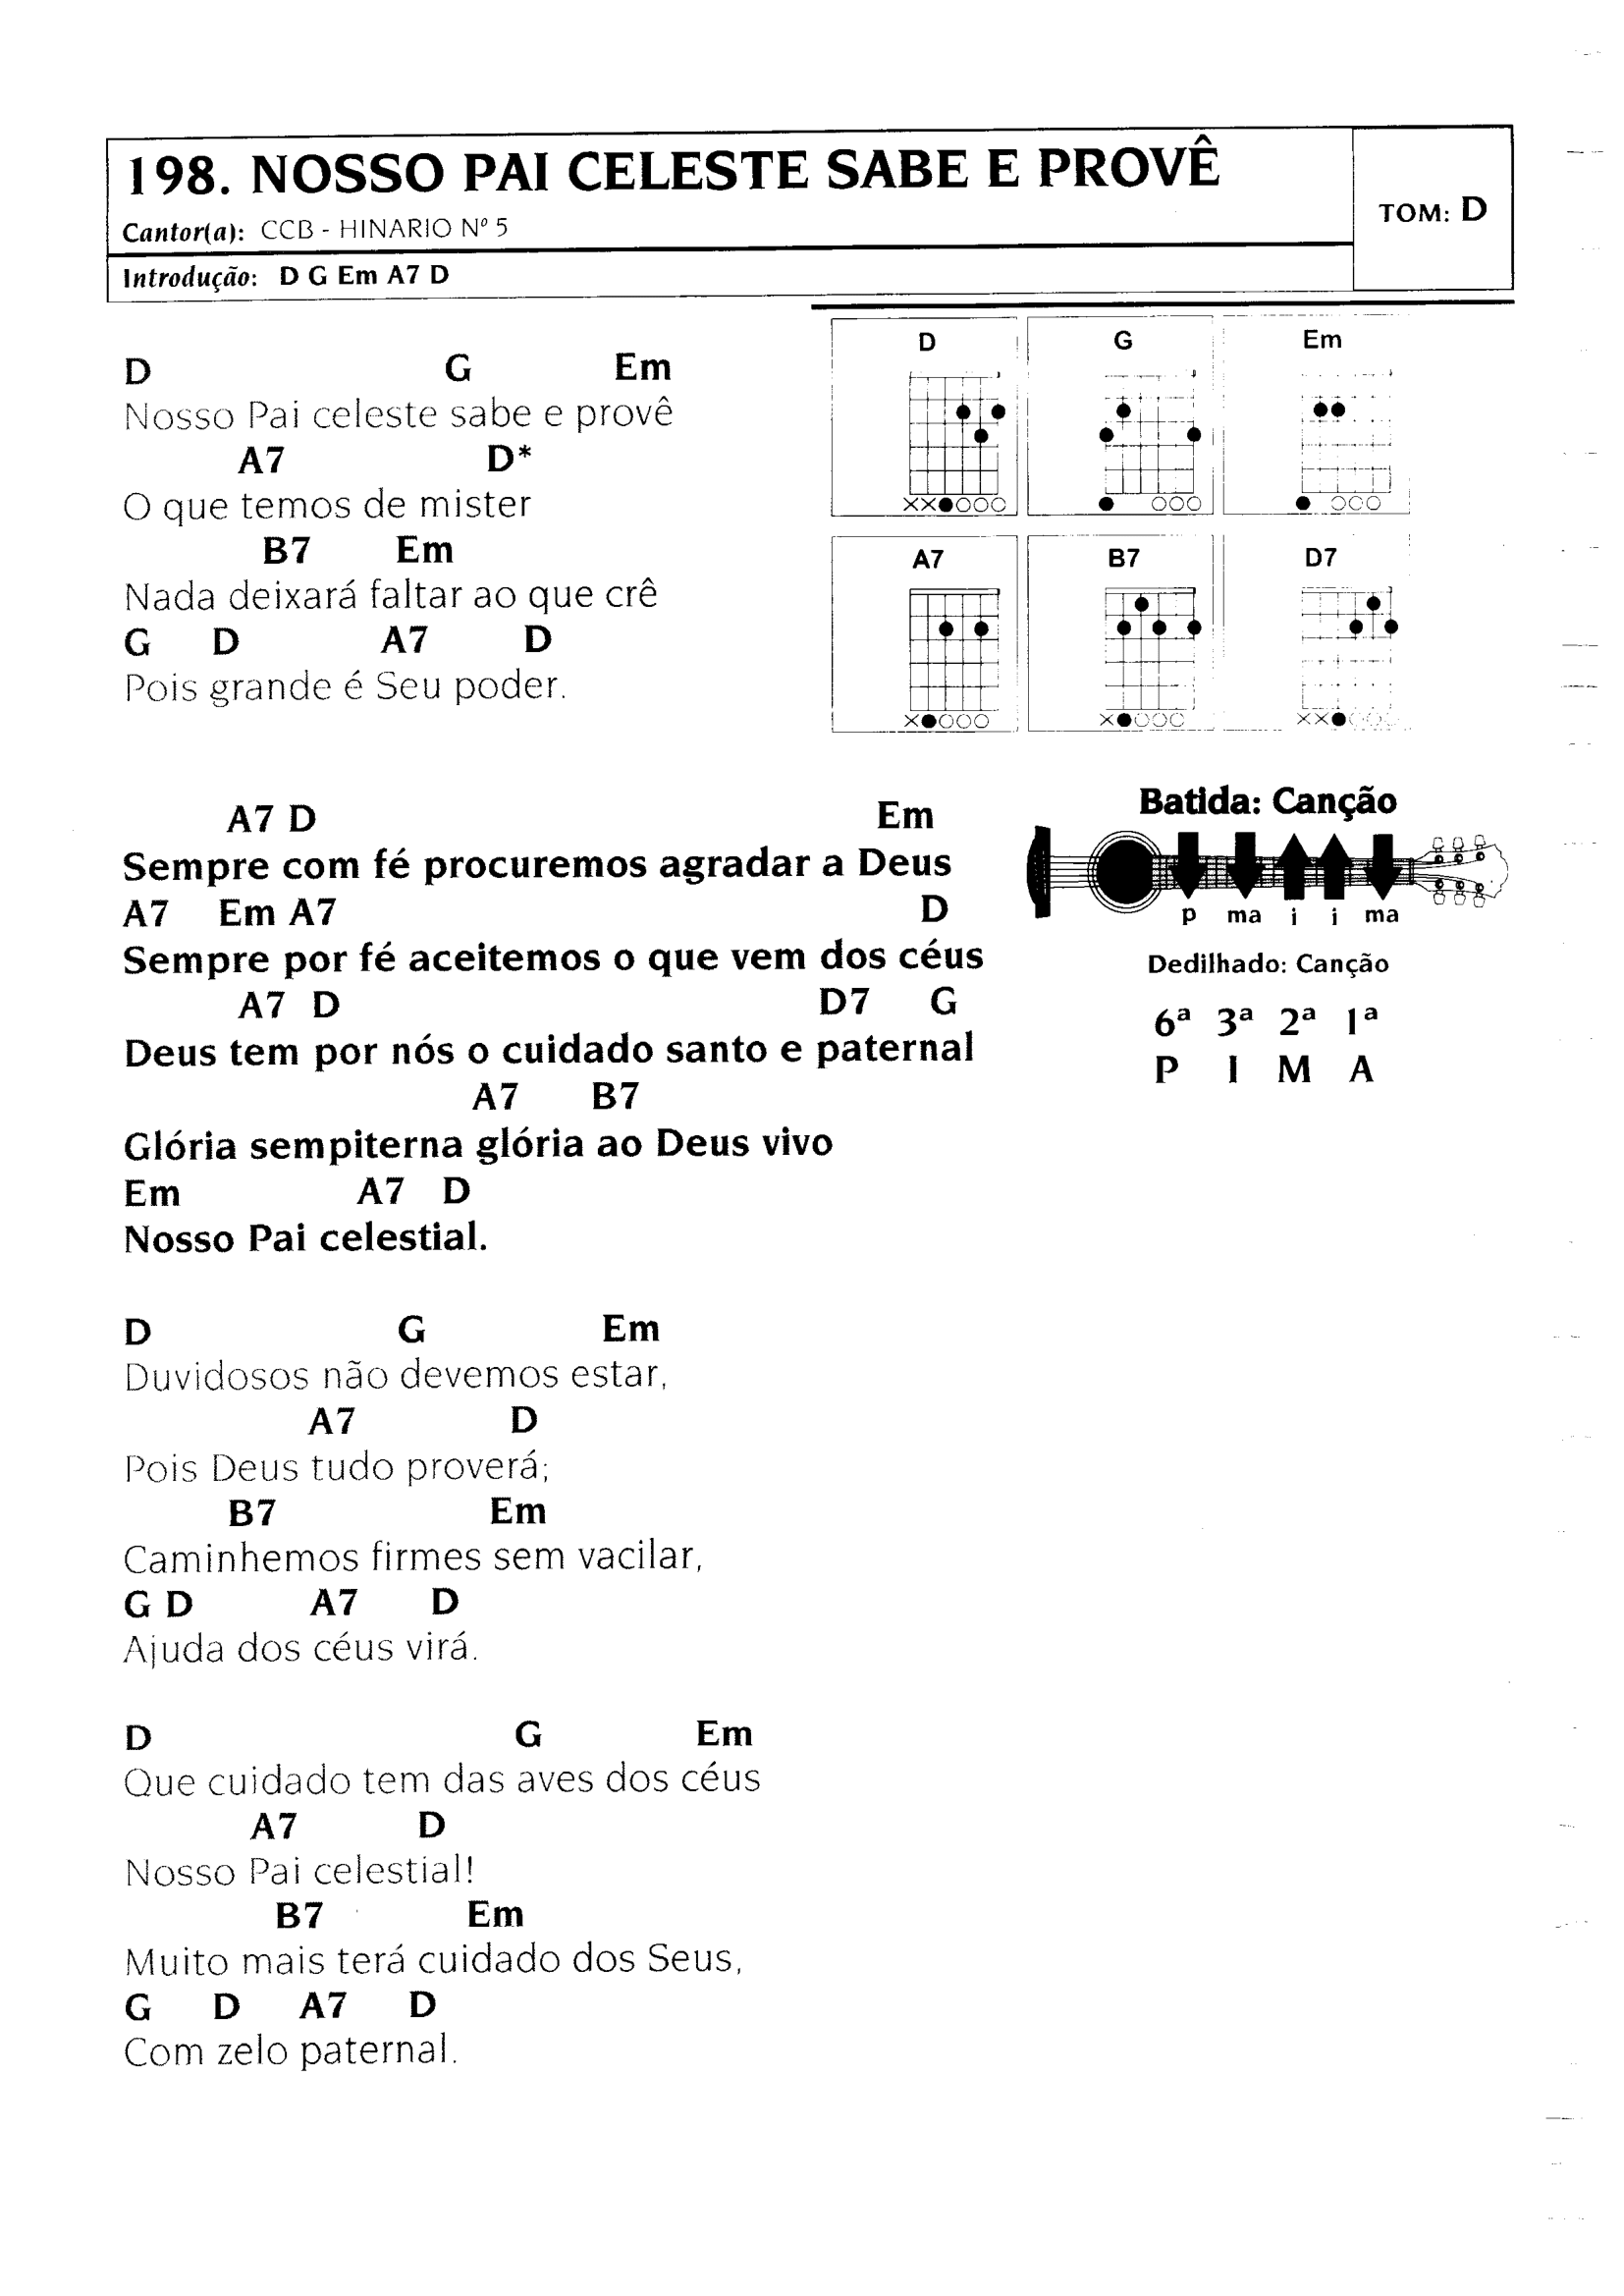 198. NOSSO PAI CELESTE SABE E PROVÊ
Cantor(a): CCB - HINARIO Nº 5
TOM: D
Introdução: D G Em A7 D
D G Em
Nosso Pai celeste sabe e provê
A7 D*
O que temos de mister
B7 Em
Nada deixará faltar ao que crê
G D A7 D
Pois grande é Seu poder.
D G Em
A7 B7 D7
A7 D Em
Sempre com fé procuremos agradar a Deus
A7 Em A7 D
Sempre por fé aceitemos o que vem dos céus
A7 D D7 G
Deus tem por nós o cuidado santo e paternal
A7 B7
Glória sempiterna glória ao Deus vivo
Em A7 D
Nosso Pai celestial.
Batida: Canção
p ma i i ma
Dedilhado: Canção
6ª 3ª 2ª 1ª
P I M A
D G Em
Duvidosos não devemos estar,
A7 D
Pois Deus tudo proverá;
B7 Em
Caminhemos firmes sem vacilar,
G D A7 D
Ajuda dos céus virá.
D G Em
Que cuidado tem das aves dos céus
A7 D
Nosso Pai celestial!
B7 Em
Muito mais terá cuidado dos Seus,
G D A7 D
Com zelo paternal.